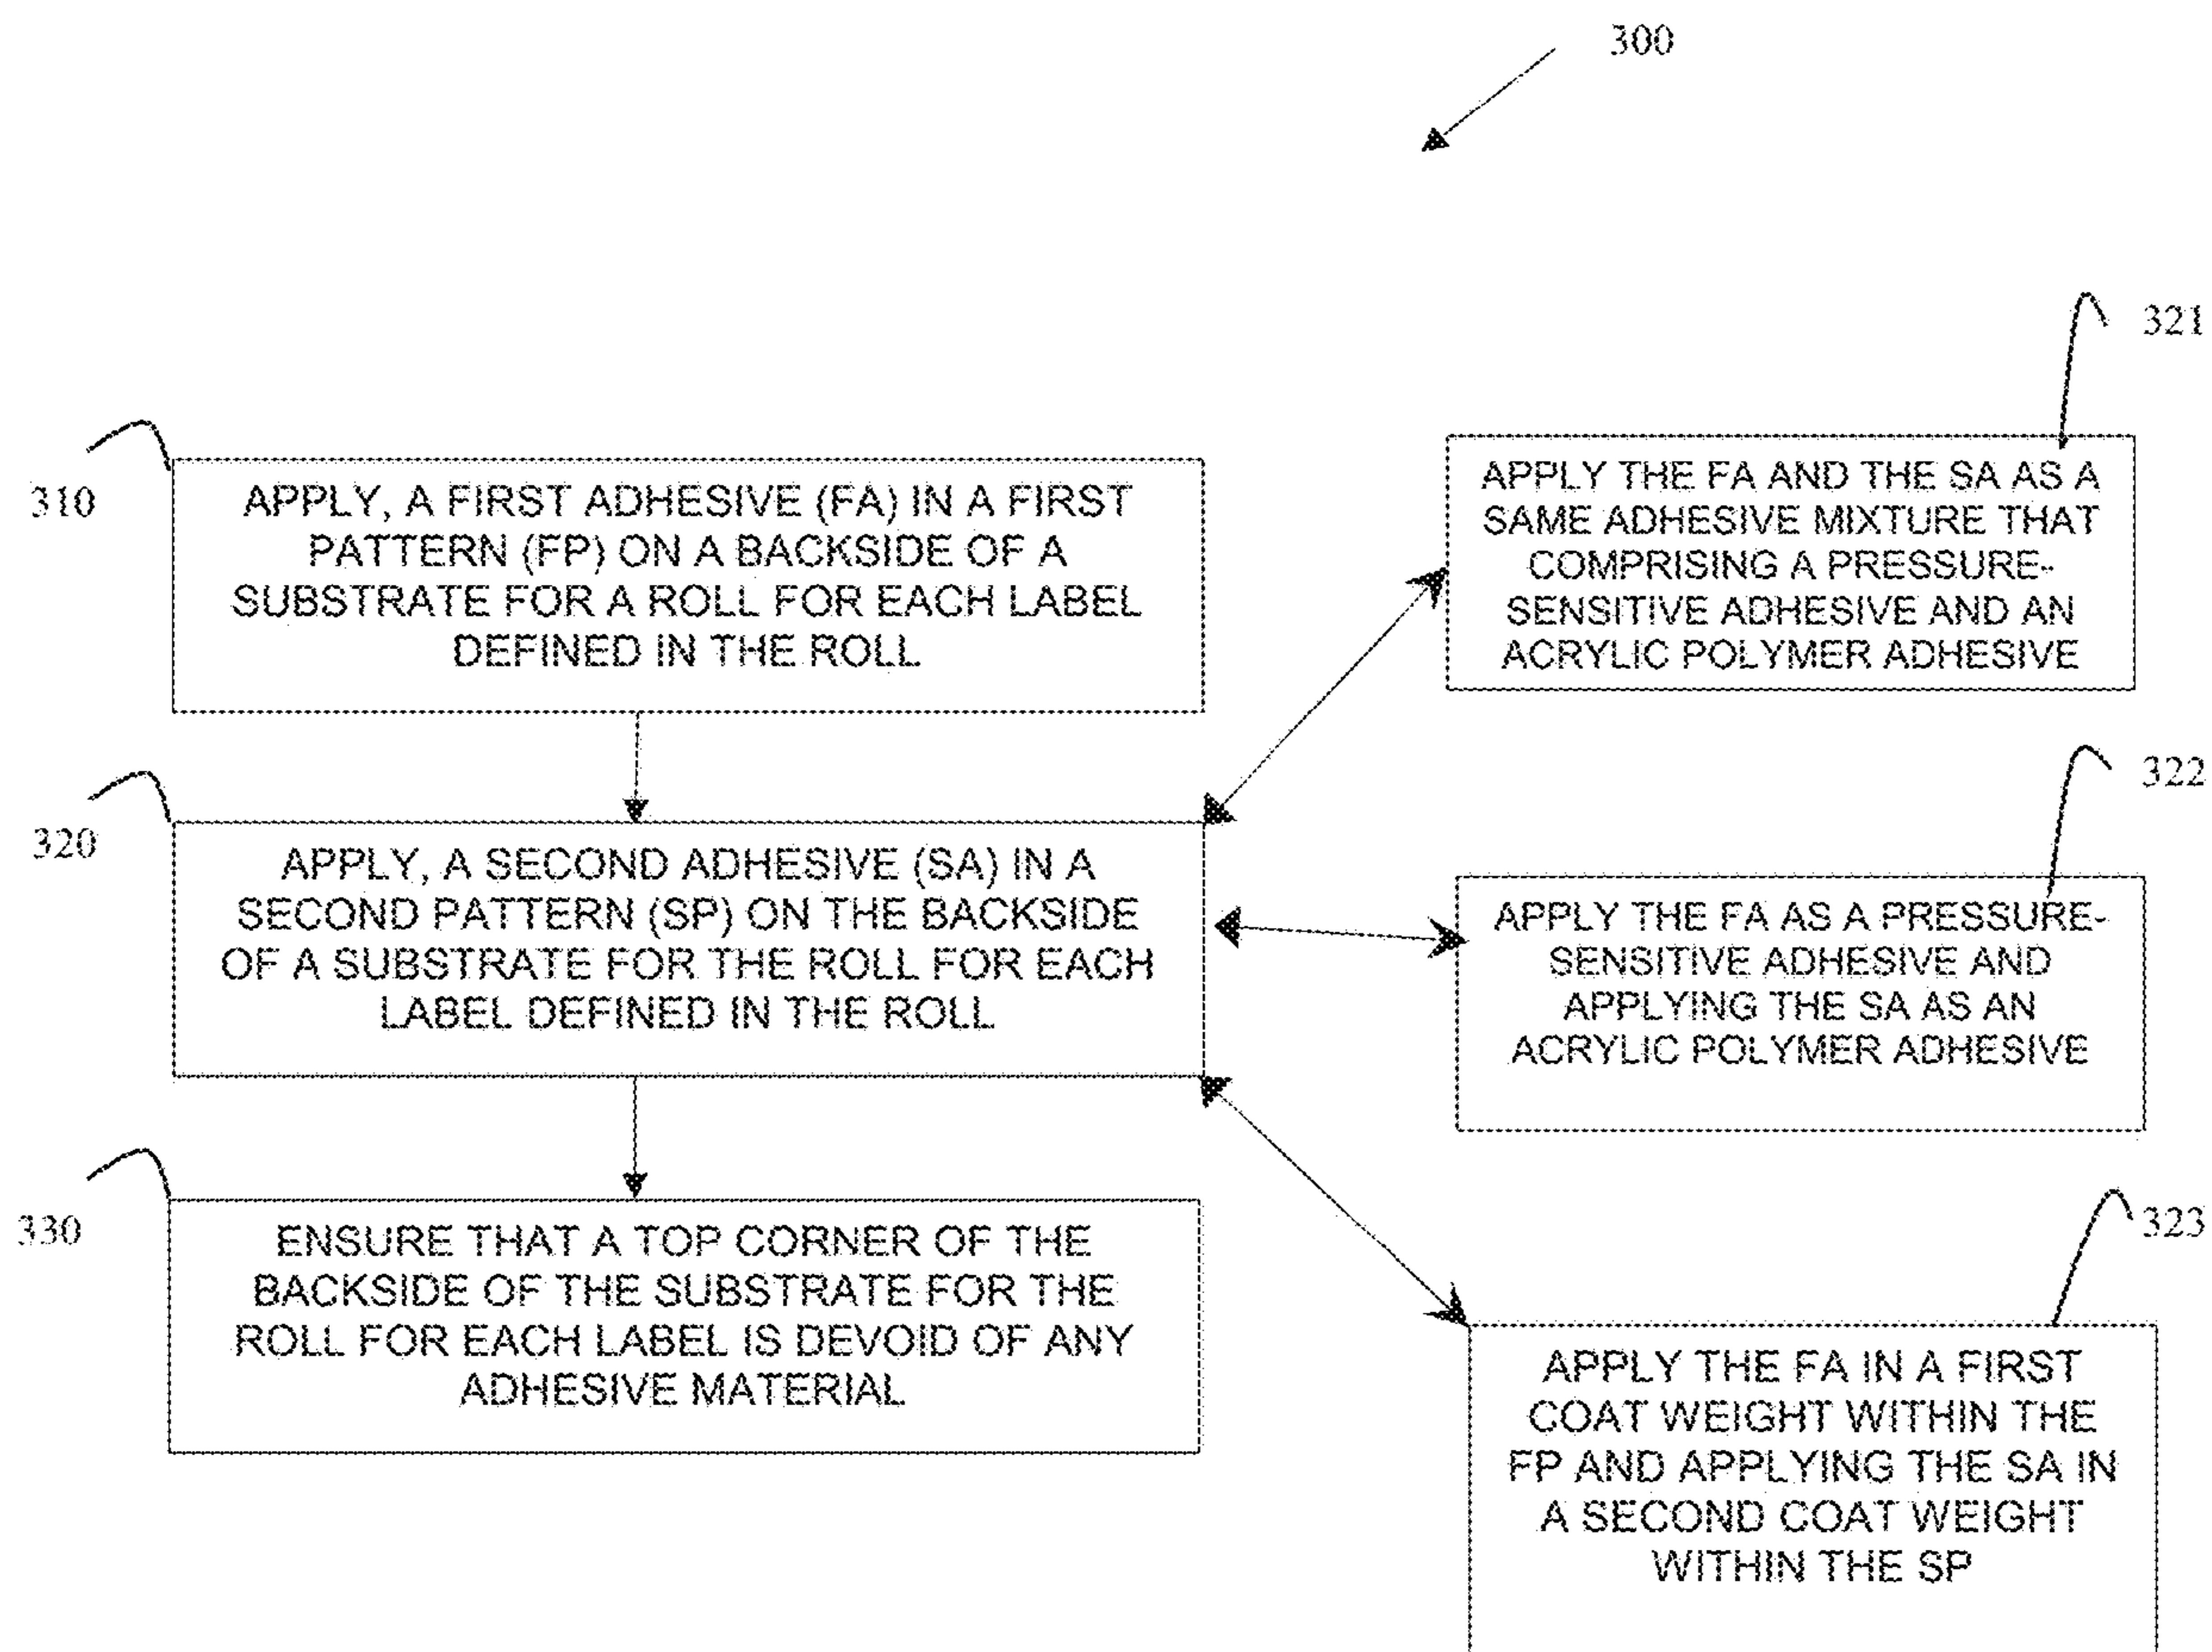 300
310
APPLY, A FIRST ADHESIVE (FA) IN A FIRST
PATTERN (FP) ON A BACKSIDE OF A
SUBSTRATE FOR A ROLL FOR EACH LABEL
DEFINED IN THE ROLL
320
APPLY, A SECOND ADHESIVE (SA) IN A
SECOND PATTERN (SP) ON THE BACKSIDE
OF A SUBSTRATE FOR THE ROLL FOR EACH
LABEL DEFINED IN THE ROLL
330
ENSURE THAT A TOP CORNER OF THE
BACKSIDE OF THE SUBSTRATE FOR THE
ROLL FOR EACH LABEL IS DEVOID OF ANY
ADHESIVE MATERIAL
321
APPLY THE FA AND THE SA AS A
SAME ADHESIVE MIXTURE THAT
COMPRISING A PRESSURE-
SENSITIVE ADHESIVE AND AN
ACRYLIC POLYMER ADHESIVE
322
APPLY THE FA AS A PRESSURE-
SENSITIVE ADHESIVE AND
APPLYING THE SA AS AN
ACRYLIC POLYMER ADHESIVE
323
APPLY THE FA IN A FIRST
COAT WEIGHT WITHIN THE
FP AND APPLYING THE SA IN
A SECOND COAT WEIGHT
WITHIN THE SP